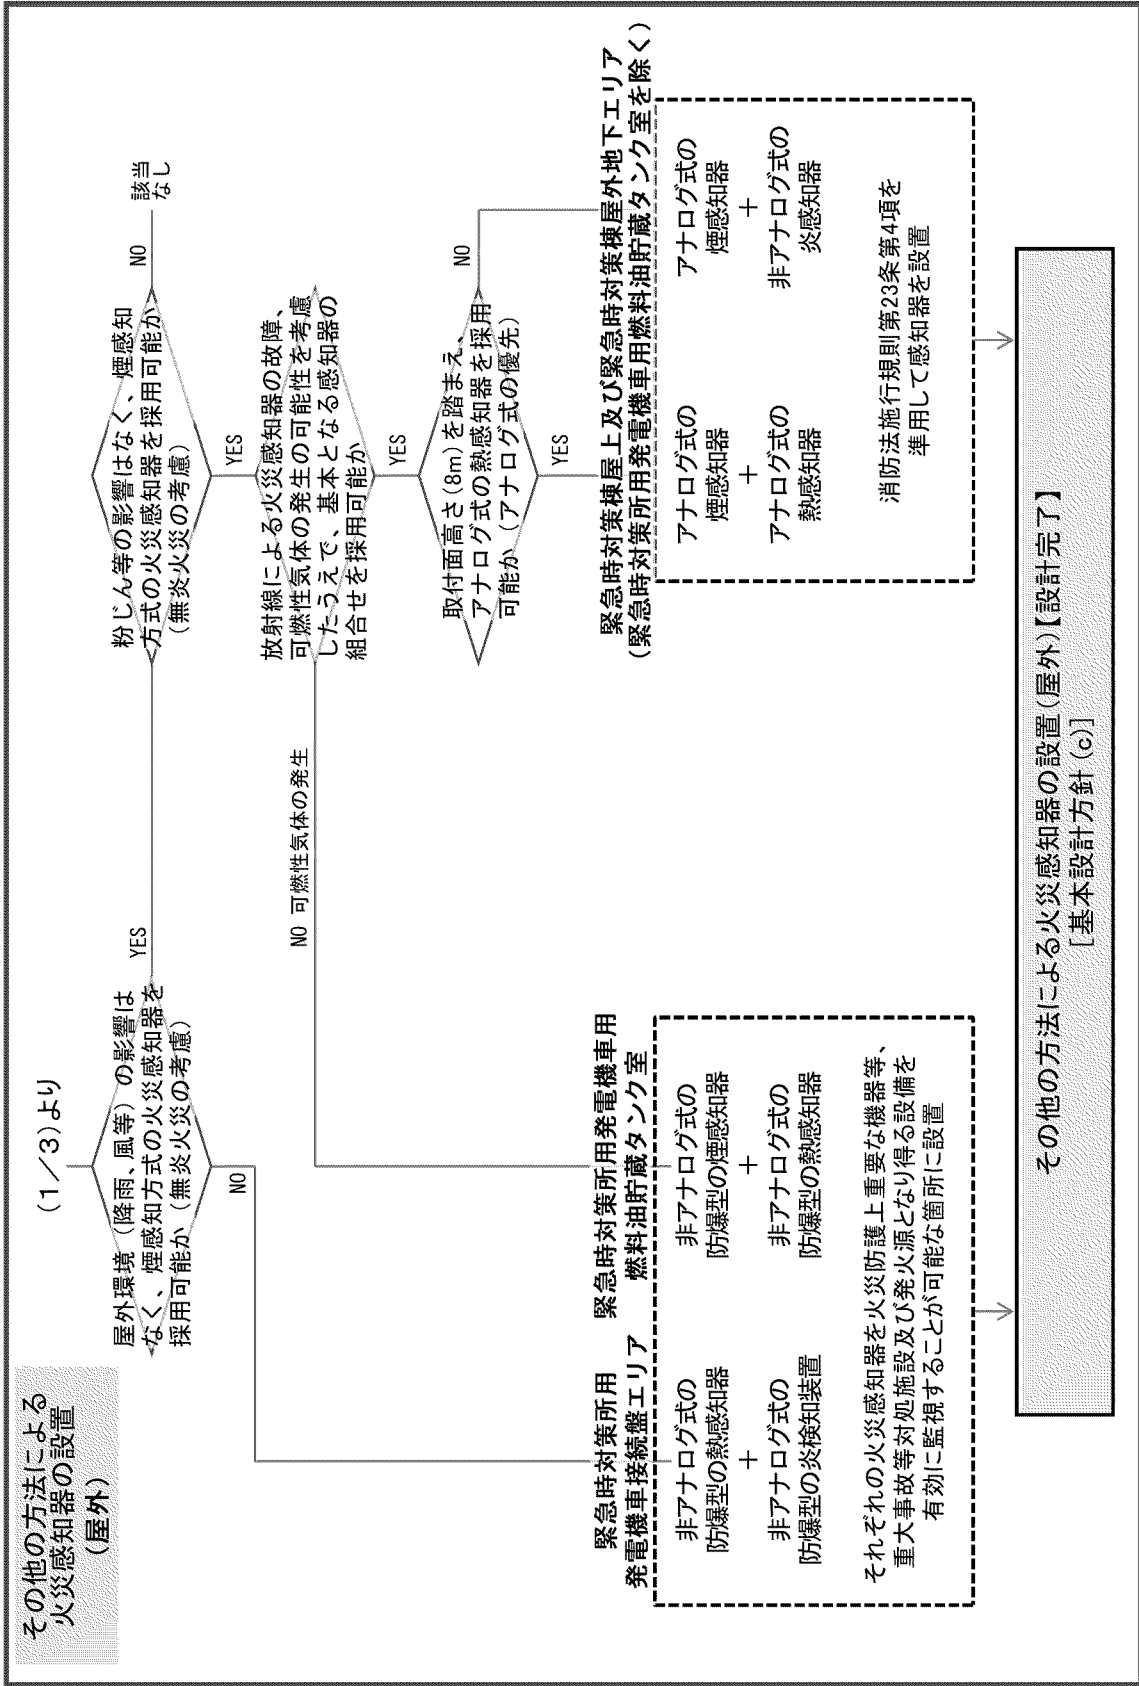 その他の方法による
火災感知器の設置
(屋外)
(1/3)より
屋外環境(降雨、風等)の影響は
なく、煙感知方式の火災感知器を
採用可能か(無炎火災の考慮)
YES
NO
粉じん等の影響はなく、煙感知
方式の火災感知器を採用可能か
(無炎火災の考慮)
NO
該当
なし
YES
放射線による火災感知器の故障、
可燃性気体の発生の可能性を考慮
したうえで、基本となる感知器の
組合せを採用可能か
NO 可燃性気体の発生
YES
取付面高さ(8m)を踏まえ、
アナログ式の熱感知器を採用
可能か(アナログ式の優先)
NO
YES
緊急時対策所用
発電機車接続盤エリア
非アナログ式の
防爆型の熱感知器
+
非アナログ式の
防爆型の炎検知装置
緊急時対策所用発電機車用
燃料油貯蔵タンク室
非アナログ式の
防爆型の煙感知器
+
非アナログ式の
防爆型の熱感知器
それぞれの火災感知器を火災防護上重要な機器等、
重大事故等対処施設及び発火源となり得る設備を
有効に監視することが可能な箇所に設置
緊急時対策棟屋上及び緊急時対策棟屋外地下エリア
(緊急時対策所用発電機車用燃料油貯蔵タンク室を除く)
アナログ式の
煙感知器
+
アナログ式の
熱感知器
アナログ式の
煙感知器
+
非アナログ式の
炎感知器
消防法施行規則第23条第4項を
準用して感知器を設置
その他の方法による火災感知器の設置(屋外)【設計完了】
[基本設計方針(c)]